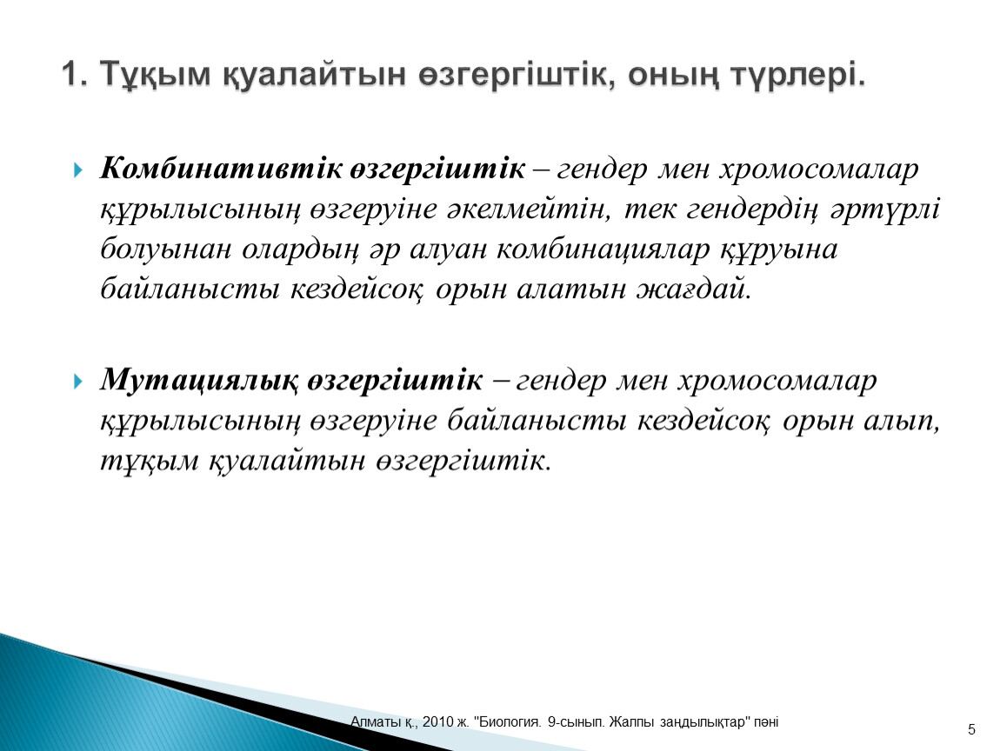 1. Тұқым қуалайтын өзгергіштік, оның түрлері.
Комбинативтік өзгергіштік – гендер мен хромосомалар
құрылысының өзгеруіне әкелмейтін, тек гендердің әртүрлі
болуынан олардың әр алуан комбинациялар құруына
байланысты кездейсоқ орын алатын жағдай.
Мутациялық өзгергіштік – гендер мен хромосомалар
құрылысының өзгеруіне байланысты кездейсоқ орын алып,
тұқым қуалайтын өзгергіштік.
Алматы қ., 2010 ж. "Биология. 9-сынып. Жалпы заңдылықтар" пәні
5